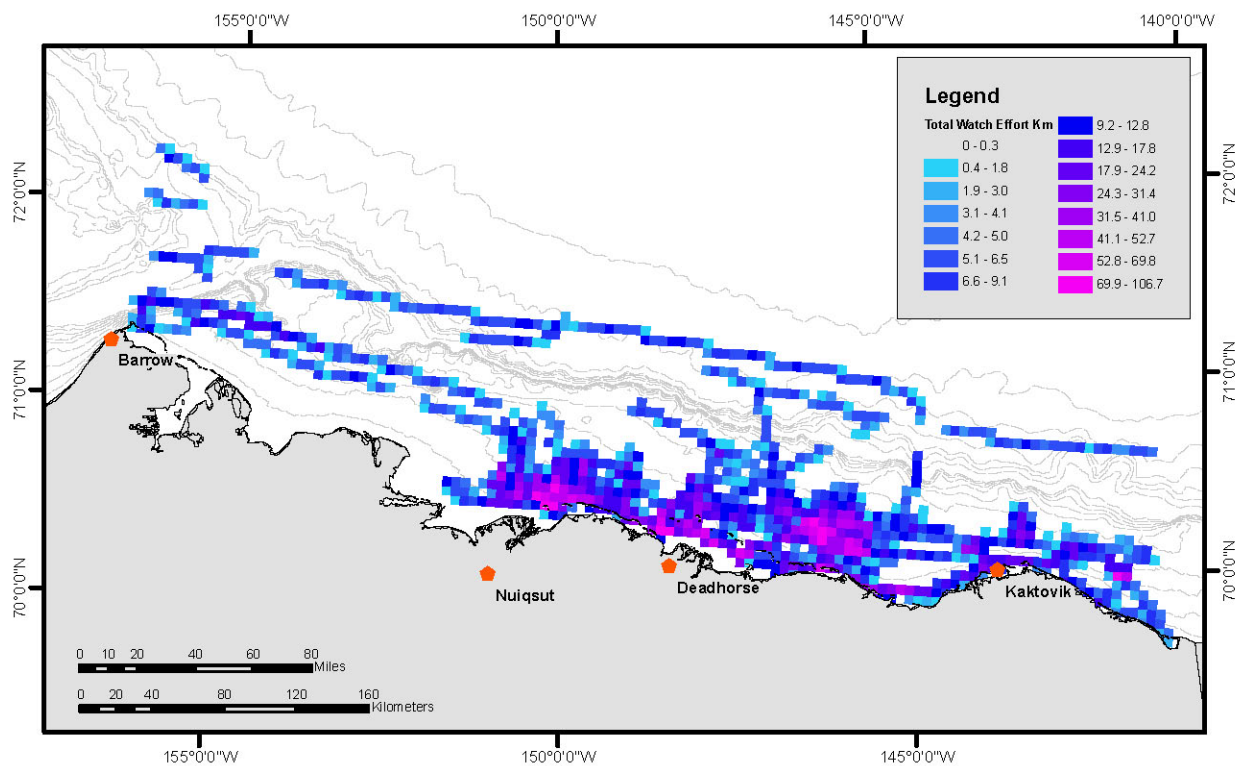 155°0'0"W 150°0'0"W 145°0'0"W 140°0'0"W
72°0'0"N 72°0'0"N
71°0'0"N 71°0'0"N
70°0'0"N 70°0'0"N
Legend
Total Watch Effort Km
0 - 0.3
0.4 - 1.8
1.9 - 3.0
3.1 - 4.1
4.2 - 5.0
5.1 - 6.5
6.6 - 9.1
9.2 - 12.8
12.9 - 17.8
17.9 - 24.2
24.3 - 31.4
31.5 - 41.0
41.1 - 52.7
52.8 - 69.8
69.9 - 106.7
Barrow
Nuiqsut
Deadhorse
Kaktovik
0 10 20 40 60 80
Miles
0 20 40 80 120 160
Kilometers
155°0'0"W 150°0'0"W 145°0'0"W